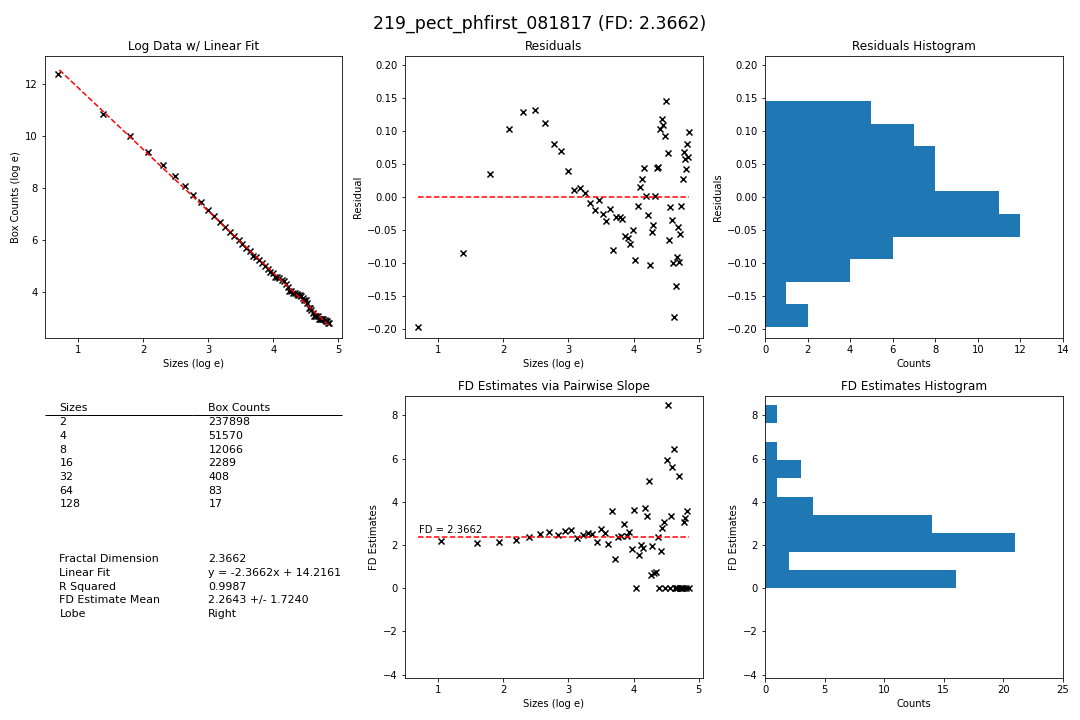 219_pect_phfirst_081817 (FD: 2.3662)
Log Data w/ Linear Fit
Box Counts (log e)
12
10
8
6
4
1 2 3 4 5
Sizes (log e)
Residuals
Residual
0.20
0.15
0.10
0.05
0.00
−0.05
−0.10
−0.15
−0.20
1 2 3 4 5
Sizes (log e)
Residuals Histogram
Residuals
0.20
0.15
0.10
0.05
0.00
−0.05
−0.10
−0.15
−0.20
0 2 4 6 8 10 12 14
Counts
Sizes Box Counts
2 237898
4 51570
8 12066
16 2289
32 408
64 83
128 17
Fractal Dimension 2.3662
Linear Fit y = -2.3662x + 14.2161
R Squared 0.9987
FD Estimate Mean 2.2643 +/- 1.7240
Lobe Right
FD Estimates via Pairwise Slope
FD Estimates
8
6
4
2
0
−2
−4
FD = 2.3662
1 2 3 4 5
Sizes (log e)
FD Estimates Histogram
FD Estimates
8
6
4
2
0
−2
−4
0 5 10 15 20 25
Counts